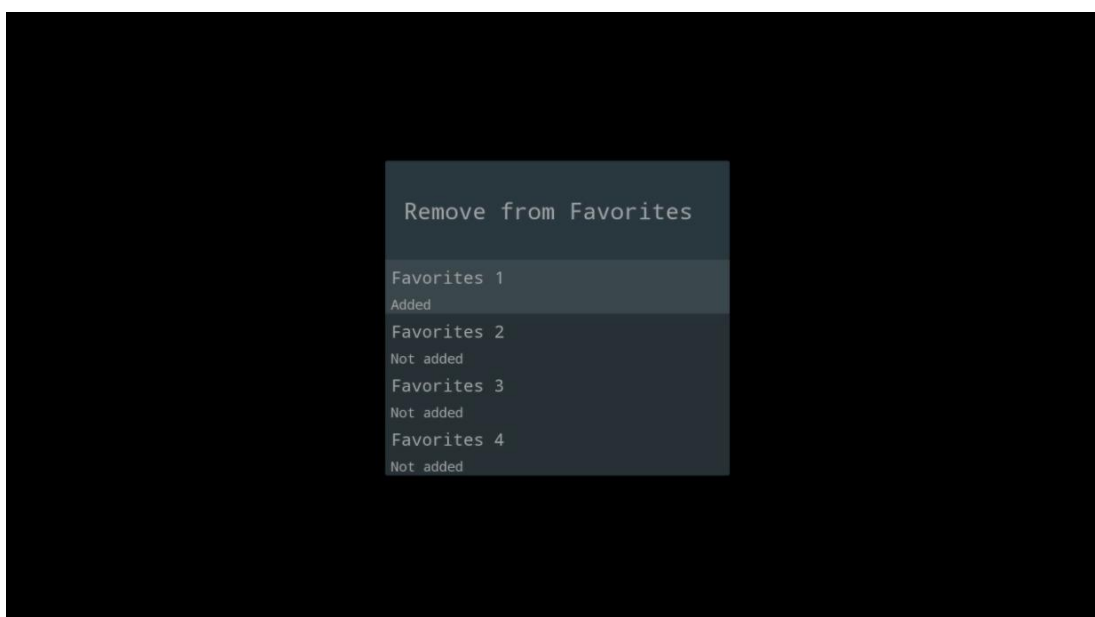 Remove from Favorites
Favorites 1
Added
Favorites 2
Not added
Favorites 3
Not added
Favorites 4
Not added